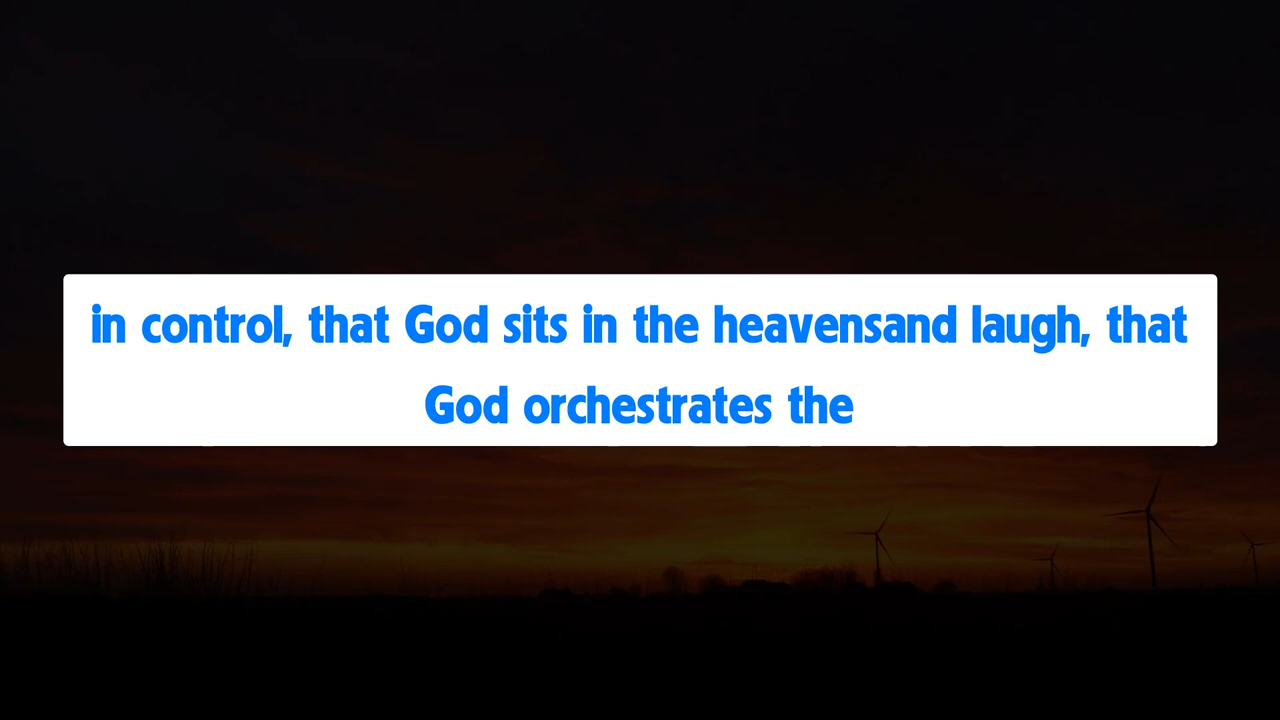 in control, that God sits in the heavensand laugh, that
God orchestrates the